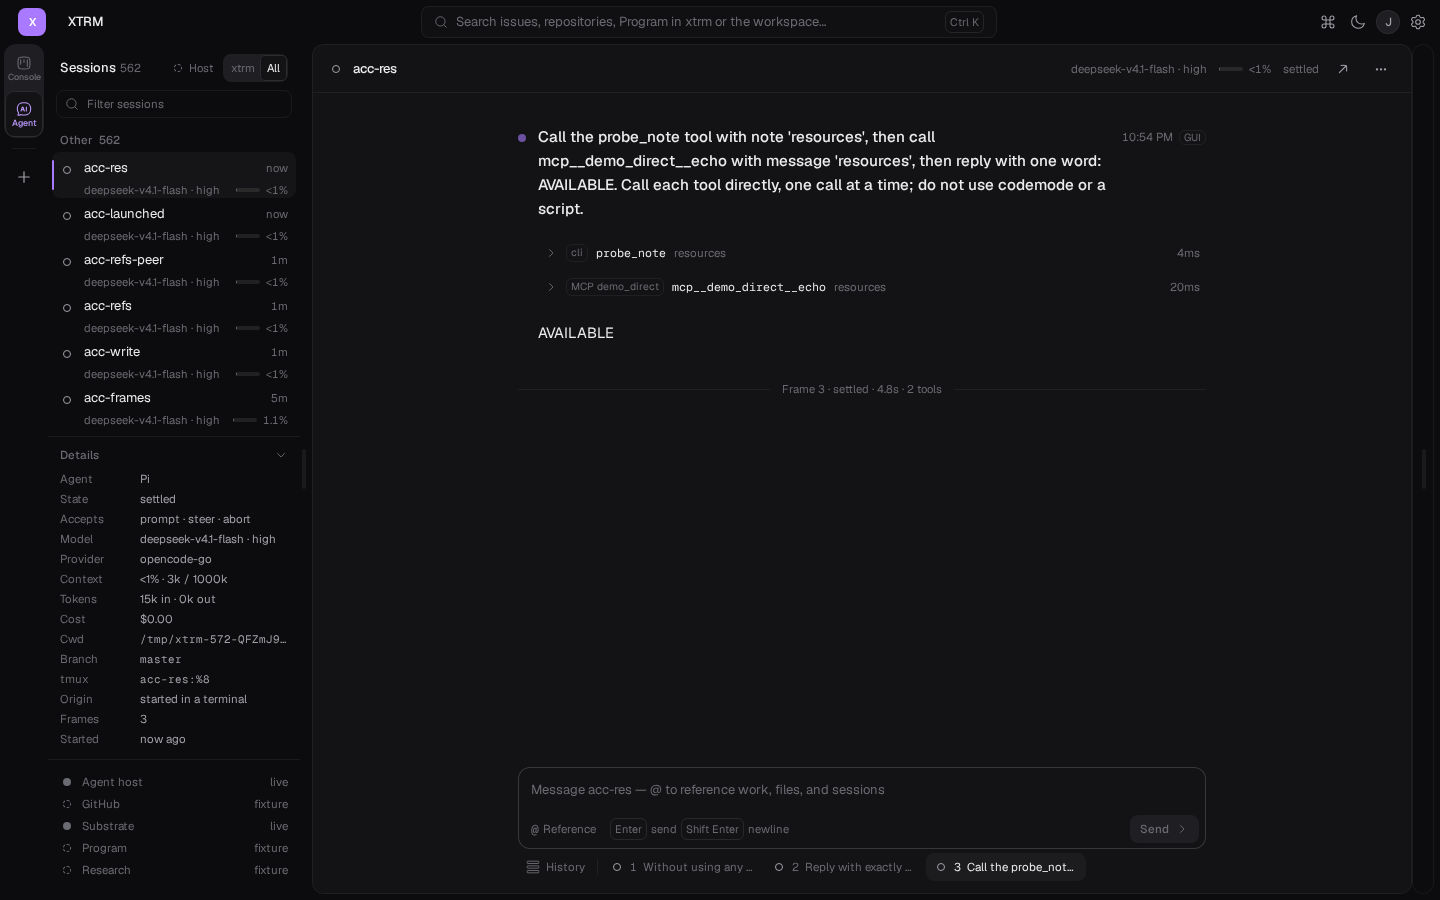 X
XTRM
Search issues, repositories, Program in xtrm or the workspace...
Ctrl K
J
Console
AI
Agent
Sessions 562
Host
xtrm
All
Filter sessions
Other 562
acc-res now
deepseek-v4.1-flash · high <1%
acc-launched now
deepseek-v4.1-flash · high <1%
acc-refs-peer 1m
deepseek-v4.1-flash · high <1%
acc-refs 1m
deepseek-v4.1-flash · high <1%
acc-write 1m
deepseek-v4.1-flash · high <1%
acc-frames 5m
deepseek-v4.1-flash · high 1.1%
Details
Agent Pi
State settled
Accepts prompt · steer · abort
Model deepseek-v4.1-flash · high
Provider opencode-go
Context <1% · 3k / 1000k
Tokens 15k in · 0k out
Cost $0.00
Cwd /tmp/xtrm-572-QFZmJ9…
Branch master
tmux acc-res:%8
Origin started in a terminal
Frames 3
Started now ago
Agent host live
GitHub fixture
Substrate live
Program fixture
Research fixture
acc-res
deepseek-v4.1-flash · high <1% settled
Call the probe_note tool with note 'resources', then call
mcp__demo_direct__echo with message 'resources', then reply with one word:
AVAILABLE. Call each tool directly, one call at a time; do not use codemode or a
script.
10:54 PM GUI
cli probe_note resources 4ms
MCP demo_direct mcp__demo_direct__echo resources 20ms
AVAILABLE
Frame 3 · settled · 4.8s · 2 tools
Message acc-res — @ to reference work, files, and sessions
@ Reference Enter send Shift Enter newline
Send
History
1 Without using any …
2 Reply with exactly …
3 Call the probe_not…